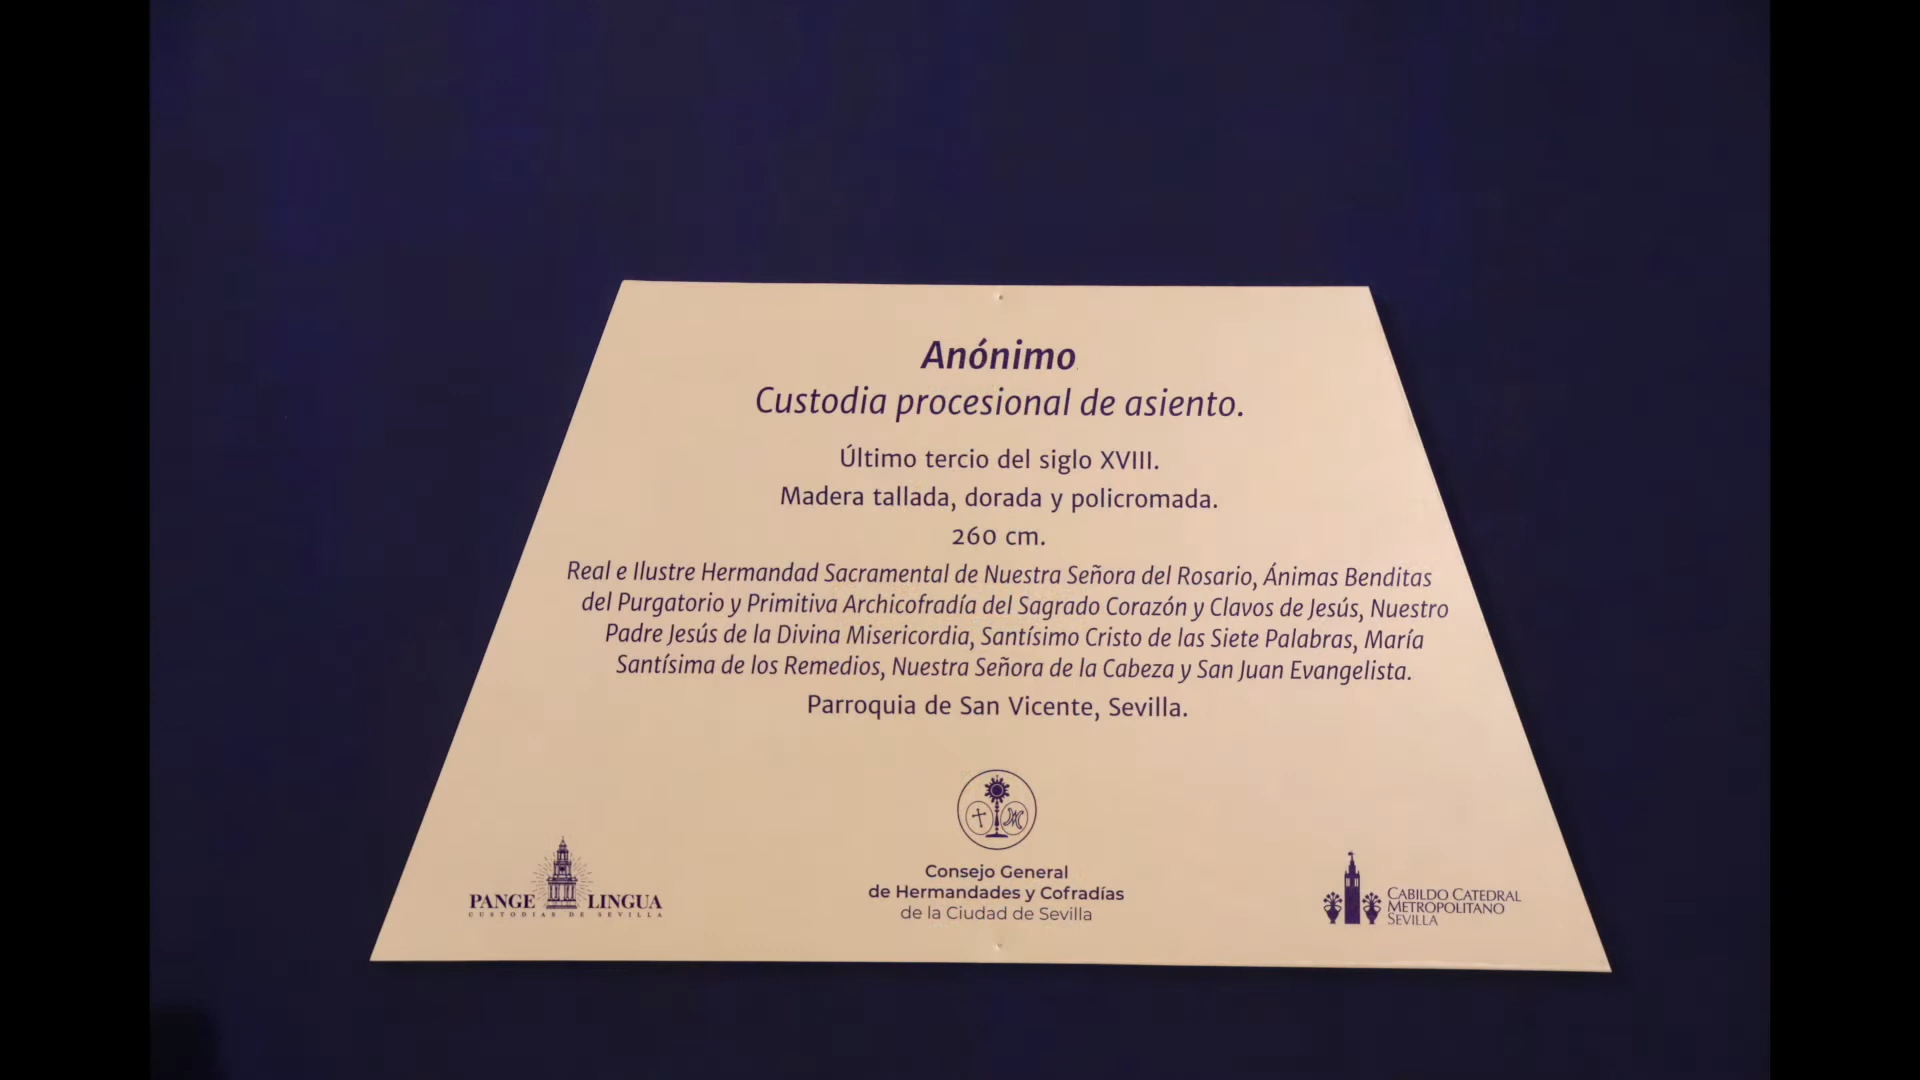 Anónimo
Custodia procesional de asiento.
Último tercio del siglo XVIII.
Madera tallada, dorada y policromada.
260 cm.
Real e Ilustre Hermandad Sacramental de Nuestra Señora del Rosario, Ánimas Benditas
del Purgatorio y Primitiva Archicofradía del Sagrado Corazón y Clavos de Jesús, Nuestro
Padre Jesús de la Divina Misericordia, Santísimo Cristo de las Siete Palabras, María
Santísima de los Remedios, Nuestra Señora de la Cabeza y San Juan Evangelista.
Parroquia de San Vicente, Sevilla.
PANGE LINGUA
CUSTODIAS DE SEVILLA
Consejo General
de Hermandades y Cofradías
de la Ciudad de Sevilla
CABILDO CATEDRAL
METROPOLITANO
SEVILLA